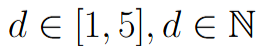 d ∈ [1, 5], d ∈ ℕ